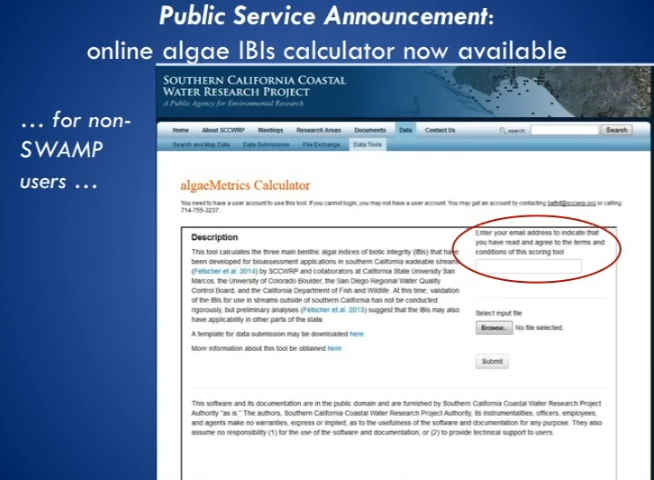 Public Service Announcement:
online algae IBIs calculator now available
... for non-
SWAMP
users ...
SOUTHERN CALIFORNIA COASTAL
WATER RESEARCH PROJECT
A Public Agency for Environmental Research
Home About SCCWRP Meetings Research Areas Documents Data Contact Us search: Search
Search and Map Data Data Submission File Exchange Data Tools
algaeMetrics Calculator
You need to have a user account to use this tool. If you cannot login, you may not have a user account. You may get an account by contacting betht@sccwrp.org or calling
714-755-3237.
Description
This tool calculates the three main benthic algal indices of biotic integrity (IBIs) that have
been developed for bioassessment applications in southern California wadeable streams
(Fetscher et al. 2014) by SCCWRP and collaborators at California State University San
Marcos, the University of Colorado Boulder, the San Diego Regional Water Quality
Control Board, and the California Department of Fish and Wildlife. At this time, validation
of the IBIs for use in streams outside of southern California has not been conducted
rigorously, but preliminary analyses (Fetscher et al. 2013) suggest that the IBIs may also
have applicability in other parts of the state.
A template for data submission may be downloaded here
More information about this tool be obtained here
Enter your email address to indicate that
you have read and agree to the terms and
conditions of this scoring tool
Select input file
Browse... No file selected.
Submit
This software and its documentation are in the public domain and are furnished by Southern California Coastal Water Research Project
Authority "as is." The authors, Southern California Coastal Water Research Project Authority, its instrumentalities, officers, employees,
and agents make no warranties, express or implied, as to the usefulness of the software and documentation for any purpose. They also
assume no responsibility (1) for the use of the software and documentation; or (2) to provide technical support to users.